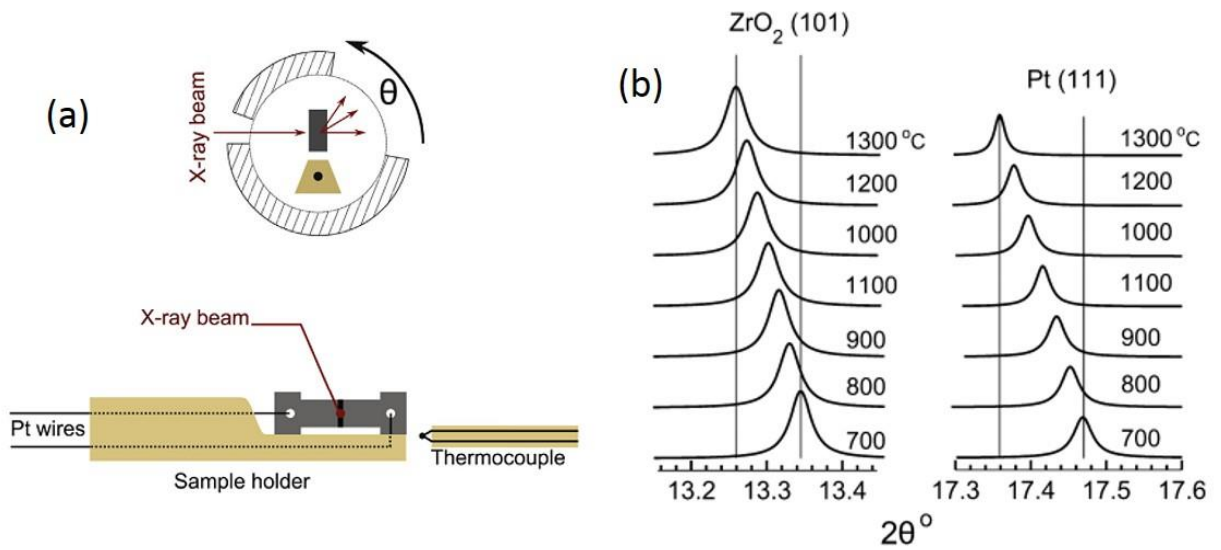 (a)
X-ray beam
θ
X-ray beam
Pt wires
Sample holder
Thermocouple
(b)
ZrO2 (101)
1300 °C
1200
1000
1100
900
800
700
13.2 13.3 13.4
Pt (111)
1300 °C
1200
1000
1100
900
800
700
17.3 17.4 17.5 17.6
2θ°